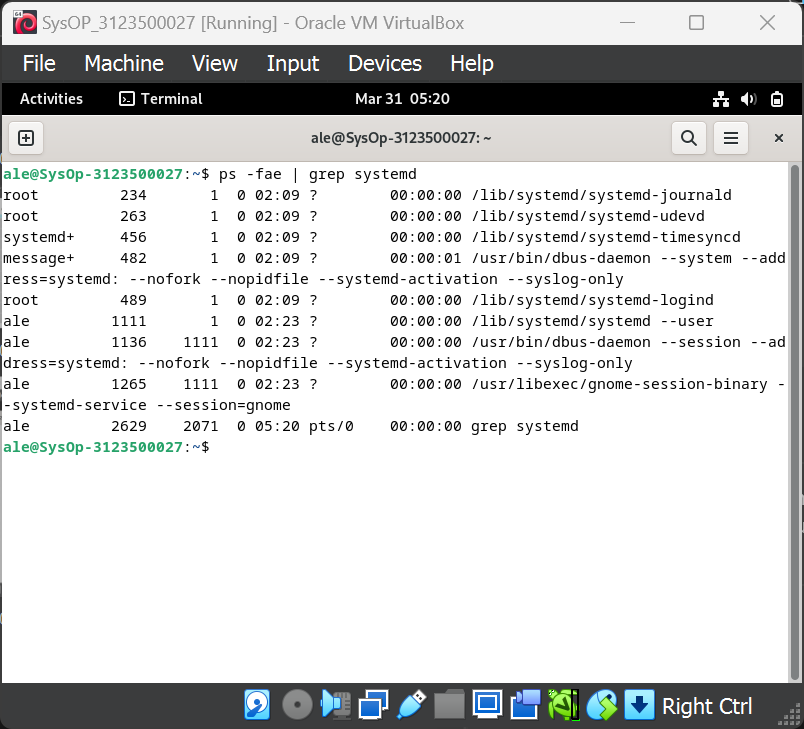 64
SysOP_3123500027 [Running] - Oracle VM VirtualBox
File Machine View Input Devices Help
Activities Terminal Mar 31 05:20
ale@SysOp-3123500027: ~
ale@SysOp-3123500027:~$ ps -fae | grep systemd
root         234       1  0 02:09 ?        00:00:00 /lib/systemd/systemd-journald
root         263       1  0 02:09 ?        00:00:00 /lib/systemd/systemd-udevd
systemd+     456       1  0 02:09 ?        00:00:00 /lib/systemd/systemd-timesyncd
message+     482       1  0 02:09 ?        00:00:01 /usr/bin/dbus-daemon --system --add
ress=systemd: --nofork --nopidfile --systemd-activation --syslog-only
root         489       1  0 02:09 ?        00:00:00 /lib/systemd/systemd-logind
ale         1111       1  0 02:23 ?        00:00:00 /lib/systemd/systemd --user
ale         1136    1111  0 02:23 ?        00:00:00 /usr/bin/dbus-daemon --session --ad
dress=systemd: --nofork --nopidfile --systemd-activation --syslog-only
ale         1265    1111  0 02:23 ?        00:00:00 /usr/libexec/gnome-session-binary -
-systemd-service --session=gnome
ale         2629    2071  0 05:20 pts/0    00:00:00 grep systemd
ale@SysOp-3123500027:~$
Right Ctrl